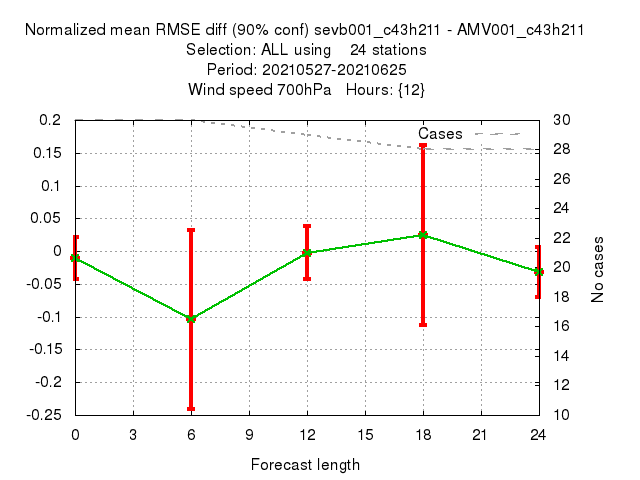 Normalized mean RMSE diff (90% conf) sevb001_c43h211 - AMV001_c43h211
Selection: ALL using    24 stations
Period: 20210527-20210625
Wind speed 700hPa   Hours: {12}
Cases
0.2
0.15
0.1
0.05
0
-0.05
-0.1
-0.15
-0.2
-0.25
30
28
26
24
22
20
18
16
14
12
10
No cases
0 3 6 9 12 15 18 21 24
Forecast length